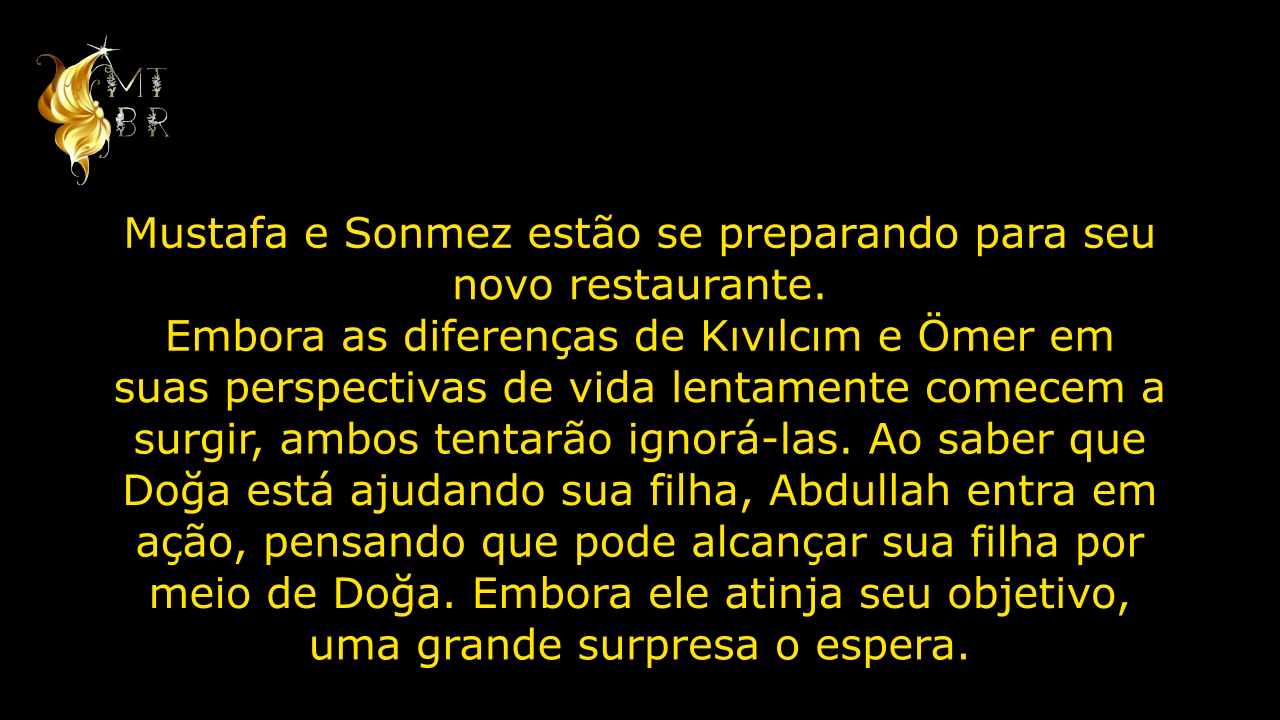 MT
BR
Mustafa e Sonmez estão se preparando para seu
novo restaurante.
Embora as diferenças de Kıvılcım e Ömer em
suas perspectivas de vida lentamente comecem a
surgir, ambos tentarão ignorá-las. Ao saber que
Doğa está ajudando sua filha, Abdullah entra em
ação, pensando que pode alcançar sua filha por
meio de Doğa. Embora ele atinja seu objetivo,
uma grande surpresa o espera.